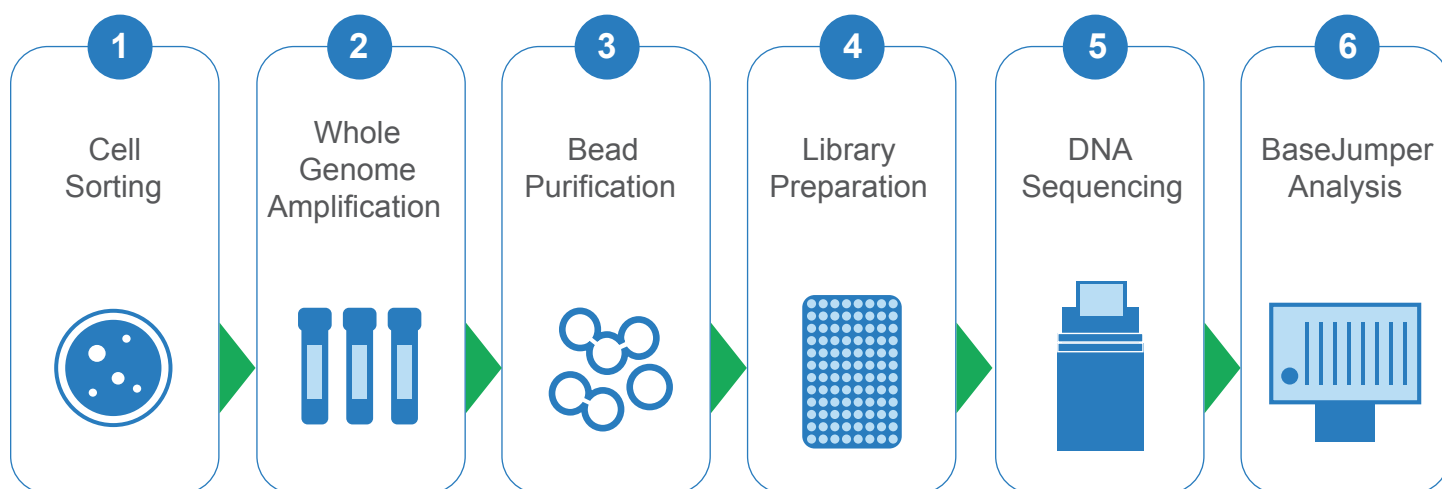 1
Cell
Sorting
2
Whole
Genome
Amplification
3
Bead
Purification
4
Library
Preparation
5
DNA
Sequencing
6
BaseJumper
Analysis